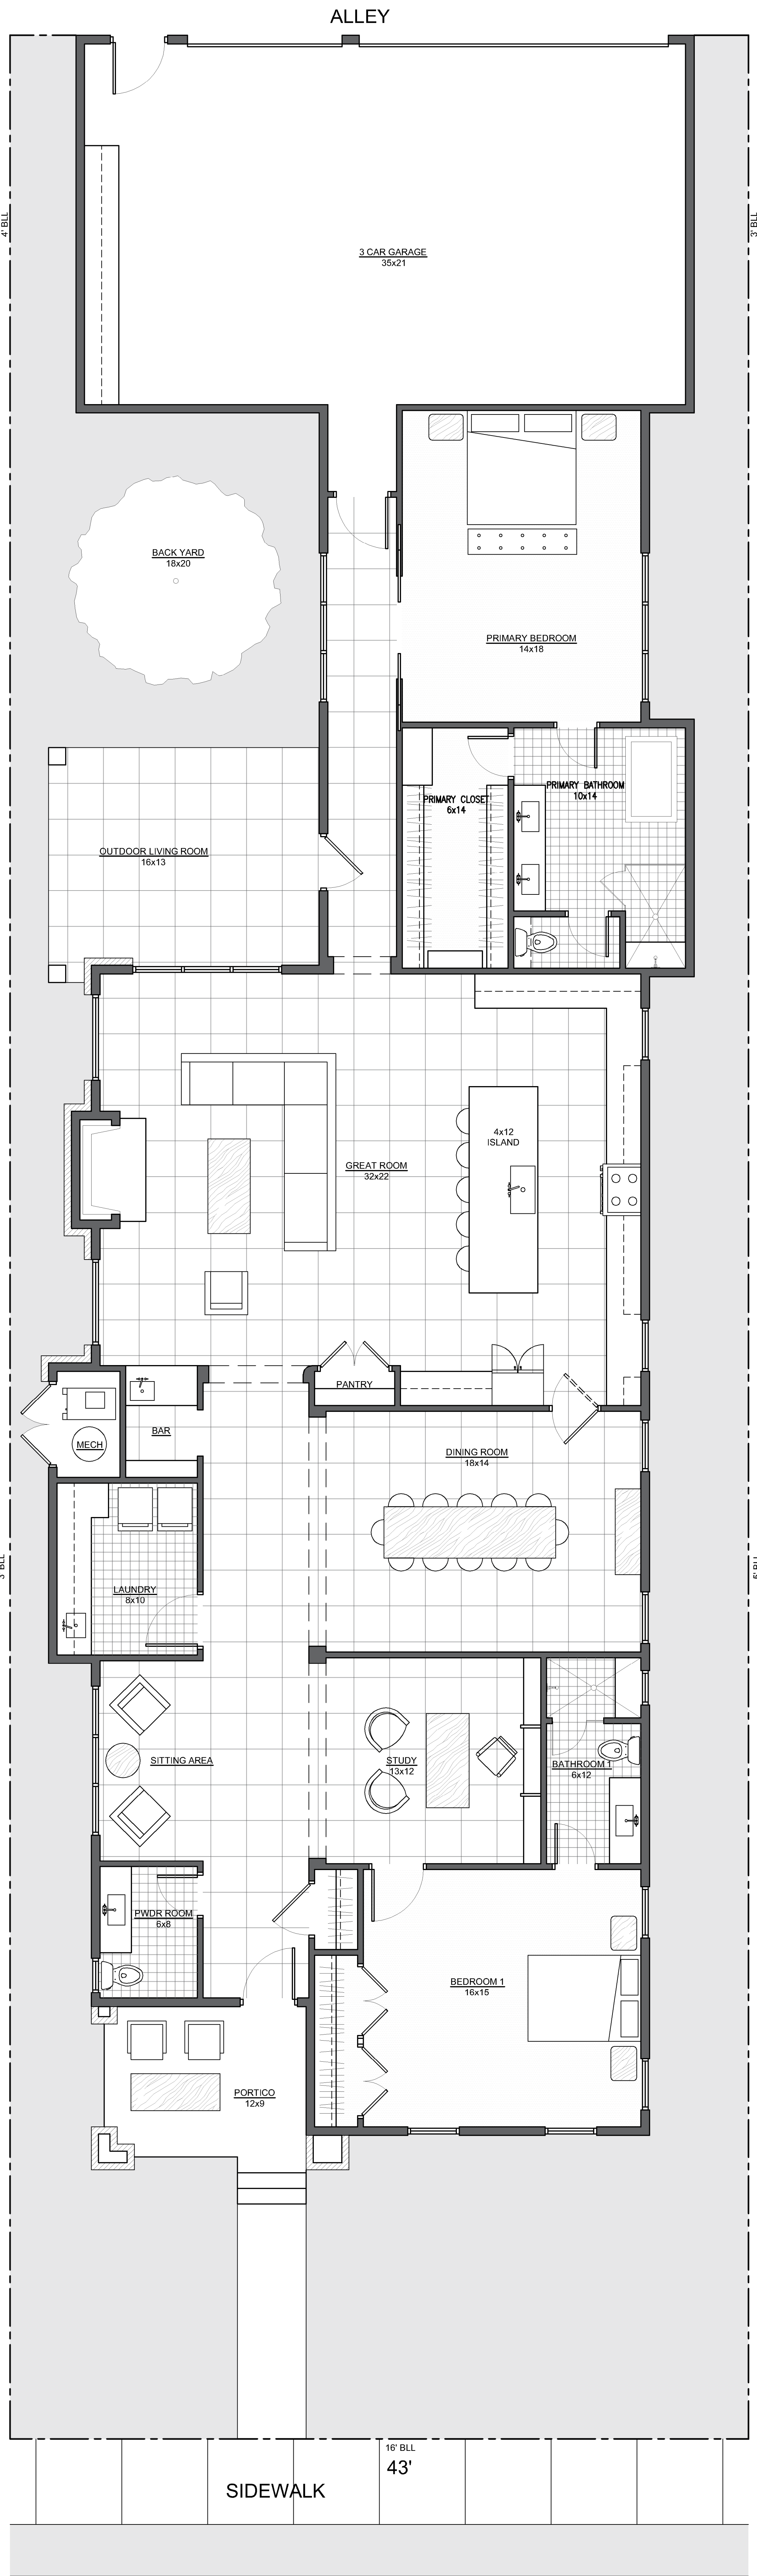 ALLEY
4' BLL
3' BLL
3 CAR GARAGE
35x21
BACK YARD
18x20
PRIMARY BEDROOM
14x18
PRIMARY CLOSET
6x14
PRIMARY BATHROOM
10x14
OUTDOOR LIVING ROOM
16x13
4x12
ISLAND
GREAT ROOM
32x22
PANTRY
BAR
MECH
DINING ROOM
18x14
3' BLL
LAUNDRY
8x10
SITTING AREA
STUDY
13x12
BATHROOM 1
6x12
PWDR ROOM
6x8
BEDROOM 1
16x15
PORTICO
12x9
16' BLL
43'
SIDEWALK